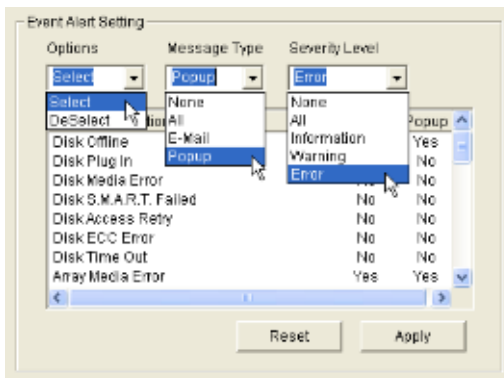 Event Alert Setting
Options Message Type Severity Level
Select Popup Error
Select None None
DeSelect All All Popup
Disk Offline E-Mail Information Yes
Disk Plug In Popup Warning No
Disk Media Error Error No
Disk S.M.A.R.T. Failed No No
Disk Access Retry No No
Disk ECC Error No No
Disk Time Out No No
Array Media Error Yes Yes
Reset Apply